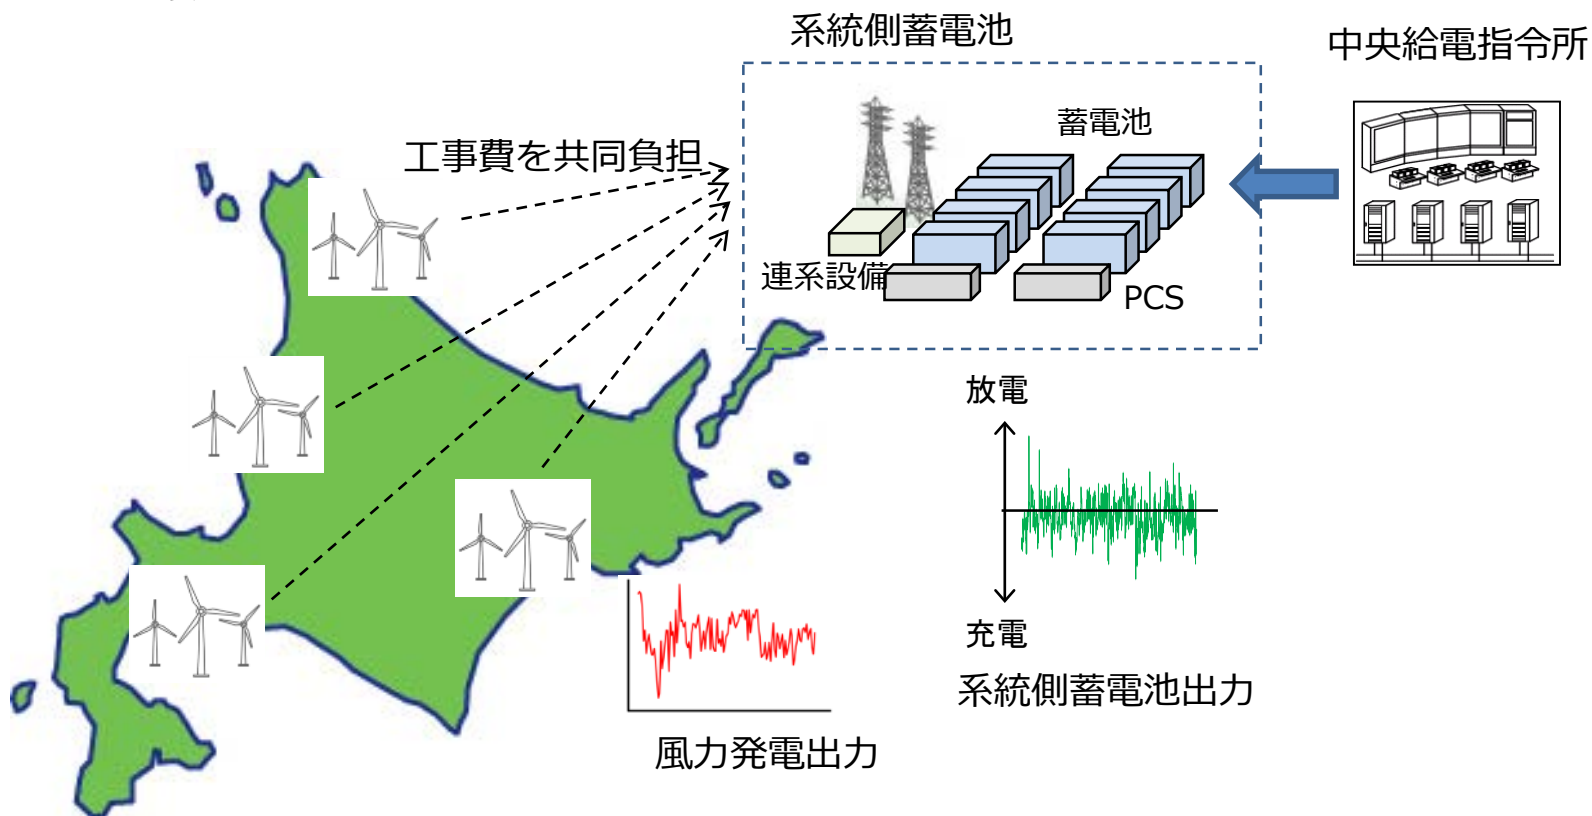 系統側蓄電池
中央給電指令所
工事費を共同負担
蓄電池
連系設備
PCS
放電
充電
系統側蓄電池出力
風力発電出力